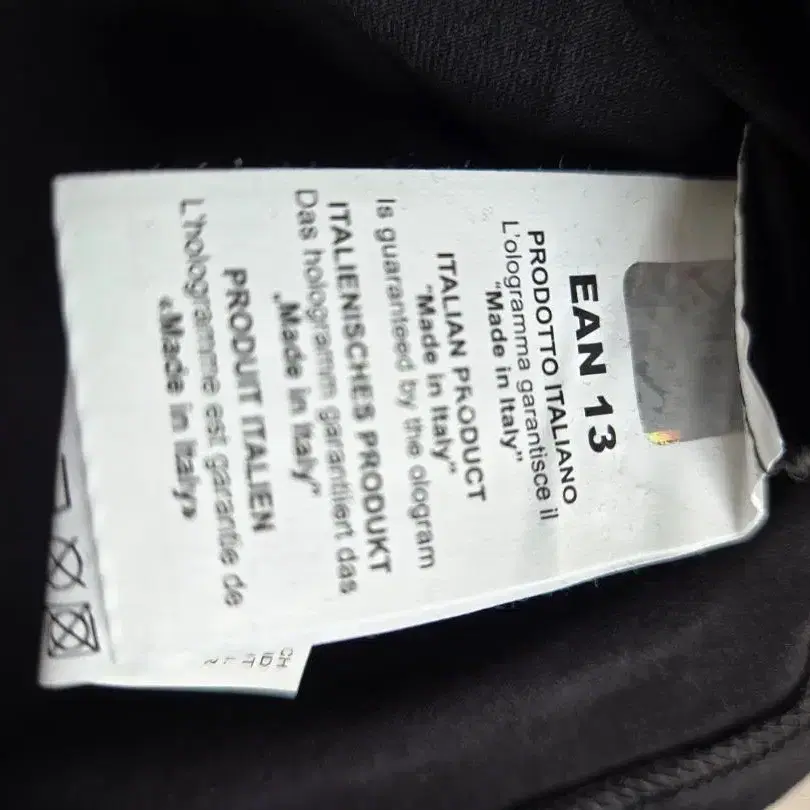 EAN 13
PRODOTTO ITALIANO
L'ologramma garantisce il
"Made in Italy"
ITALIAN PRODUCT
"Made in Italy"
Is guaranteed by the ologram
ITALIENISCHES PRODUKT
Das hologramm garantiert das
„Made in Italy"
PRODUIT ITALIEN
L'hologramme est garantie de
«Made in Italy»
CH
ID